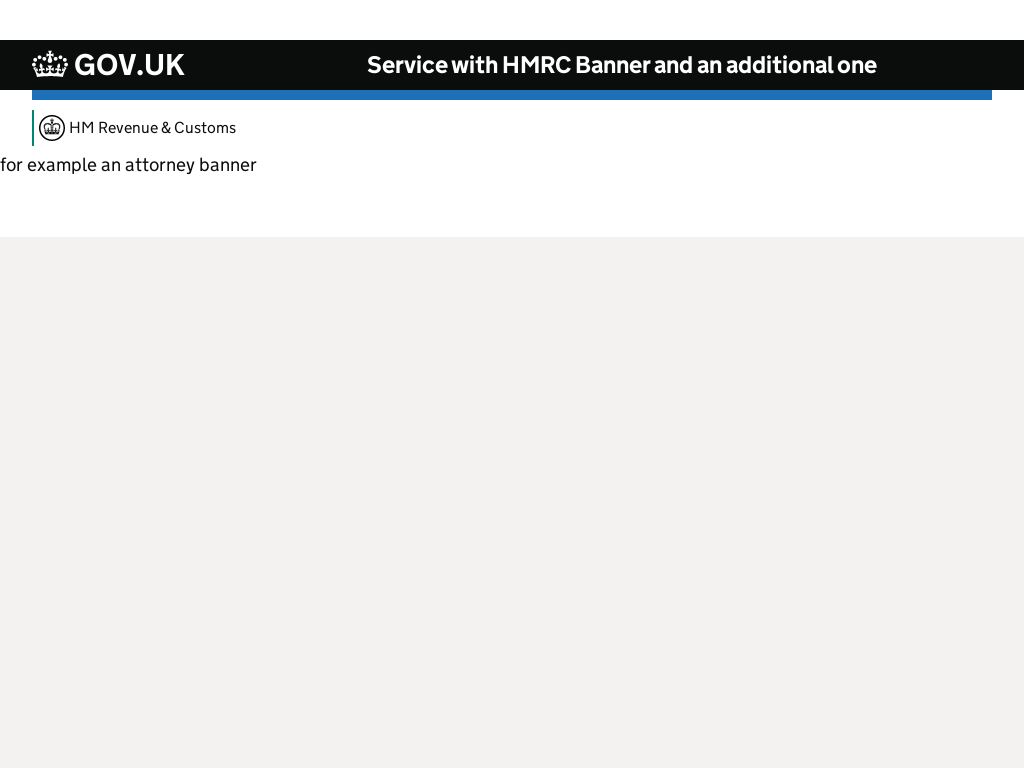 GOV.UK
Service with HMRC Banner and an additional one
HM Revenue & Customs
for example an attorney banner